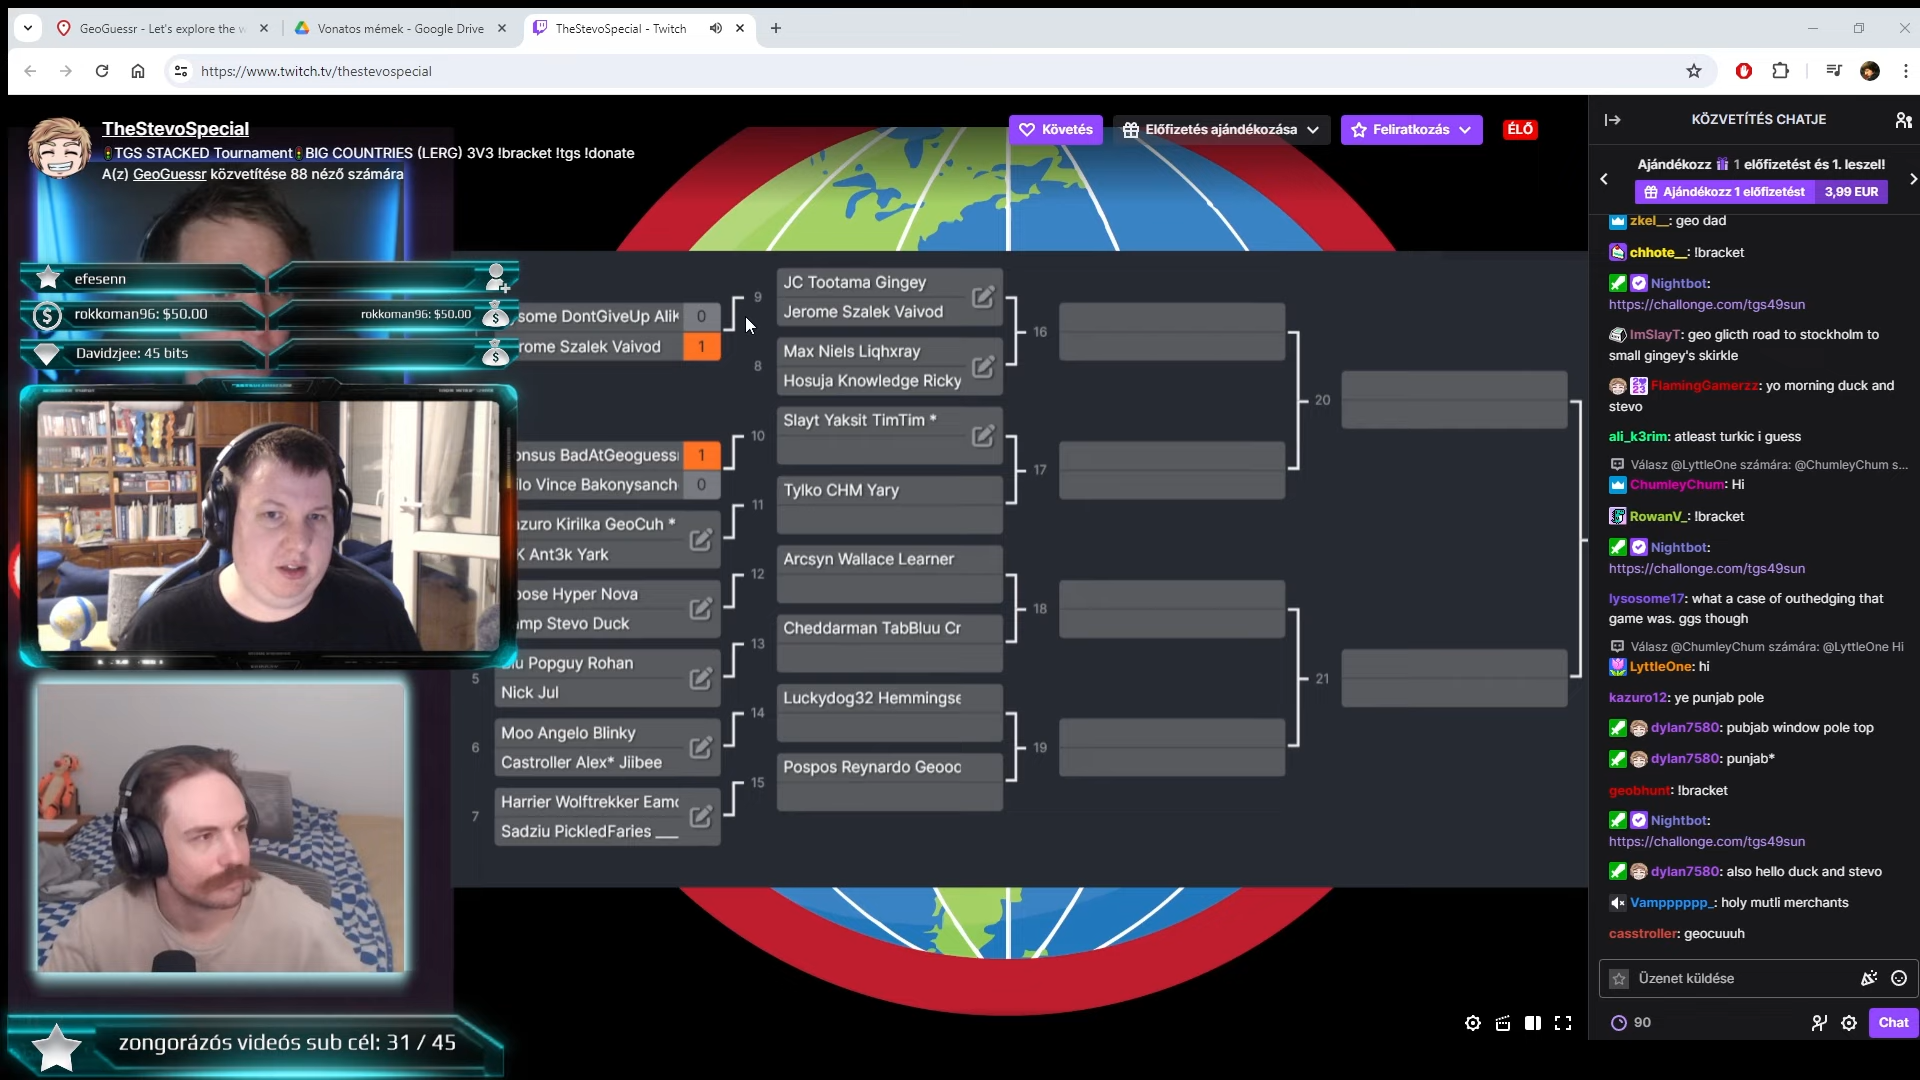 GeoGuessr - Let's explore the w
Vonatos mémek - Google Drive
TheStevoSpecial - Twitch
https://www.twitch.tv/thestevospecial
TheStevoSpecial
TGS STACKED Tournament BIG COUNTRIES (LERG) 3V3 !bracket !tgs !donate
A(z) GeoGuessr közvetítése 88 néző számára
Követés
Előfizetés ajándékozása
Feliratkozás
ÉLŐ
efesenn
rokkoman96: $50.00
rokkoman96: $50.00
Davidzjee: 45 bits
zongorázós videós sub cél: 31 / 45
some DontGiveUp AliK 0
rome Szalek Vaivod 1
onsus BadAtGeoguess 1
lo Vince Bakonysanch 0
zuro Kirilka GeoCuh *
K Ant3k Yark
oose Hyper Nova
mp Stevo Duck
5
Popguy Rohan
Nick Jul
6
Moo Angelo Blinky
Castroller Alex* Jiibee
7
Harrier Wolftrekker Eamo
Sadziu PickledFaries ___
9
JC Tootama Gingey
Jerome Szalek Vaivod
8
Max Niels Liqhxray
Hosuja Knowledge Ricky
10
Slayt Yaksit TimTim *
11
Tylko CHM Yary
12
Arcsyn Wallace Learner
13
Cheddarman TabBluu Cr
14
Luckydog32 Hemmingse
15
Pospos Reynardo Geooc
16
17
18
19
20
21
KÖZVETÍTÉS CHATJE
Ajándékozz 1 előfizetést és 1. leszel!
Ajándékozz 1 előfizetést 3,99 EUR
zkel__: geo dad
chhote__: !bracket
Nightbot:
https://challonge.com/tgs49sun
ImSlayT: geo glicth road to stockholm to
small gingey's skirkle
FlamingGamerzz: yo morning duck and
stevo
ali_k3rim: atleast turkic i guess
Válasz @LyttleOne számára: @ChumleyChum s...
ChumleyChum: Hi
RowanV_: !bracket
Nightbot:
https://challonge.com/tgs49sun
lysosome17: what a case of outhedging that
game was. ggs though
Válasz @ChumleyChum számára: @LyttleOne Hi
LyttleOne: hi
kazuro12: ye punjab pole
dylan7580: pubjab window pole top
dylan7580: punjab*
geobhunt: !bracket
Nightbot:
https://challonge.com/tgs49sun
dylan7580: also hello duck and stevo
Vampppppp_: holy mutli merchants
casstroller: geocuuuh
Üzenet küldése
90
Chat